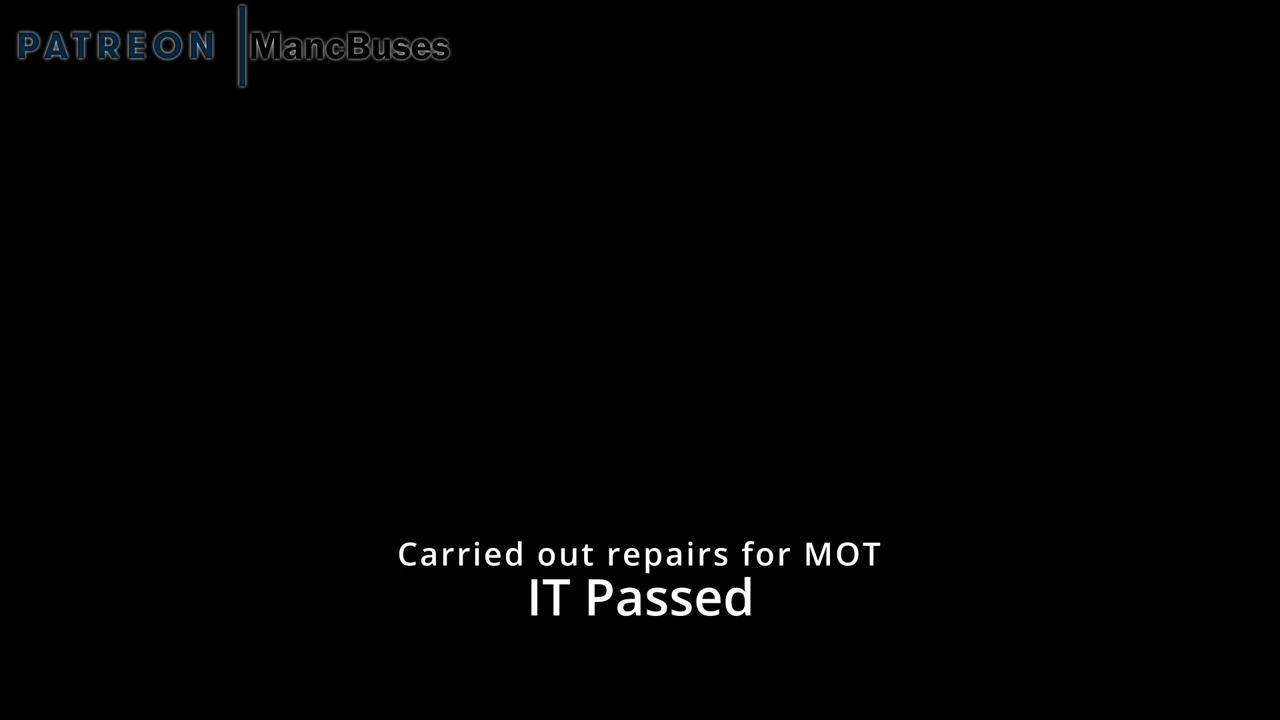 PATREON | MancBuses
Carried out repairs for MOT
IT Passed